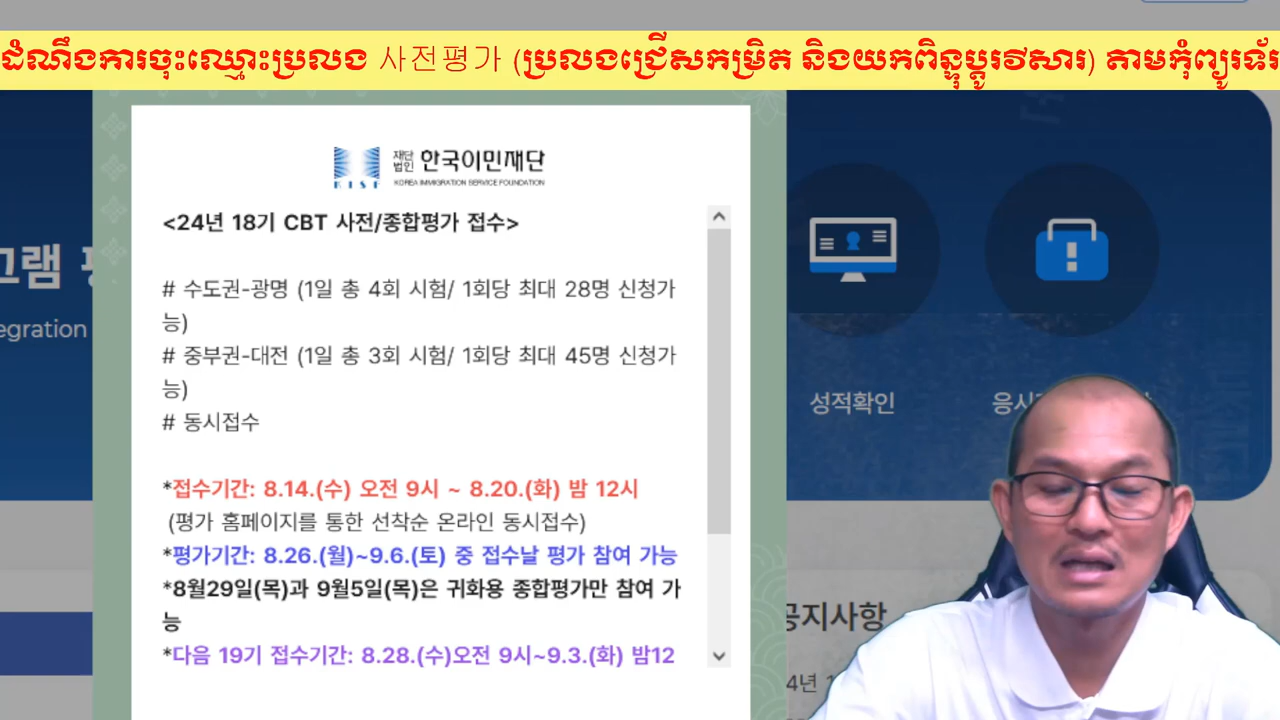 ដំណឹងការចុះឈ្មោះប្រលង 사전평가 (ប្រលងជ្រើសកម្រិត និងយកពិន្ទុប្តូរវីសារ) តាមកុំព្យូរទ័រ
재단법인 한국이민재단
KOREA IMMIGRATION SERVICE FOUNDATION
KISF
<24년 18기 CBT 사전/종합평가 접수>
# 수도권-광명 (1일 총 4회 시험/ 1회당 최대 28명 신청가
능)
# 중부권-대전 (1일 총 3회 시험/ 1회당 최대 45명 신청가
능)
# 동시접수
*접수기간: 8.14.(수) 오전 9시 ~ 8.20.(화) 밤 12시
(평가 홈페이지를 통한 선착순 온라인 동시접수)
*평가기간: 8.26.(월)~9.6.(토) 중 접수날 평가 참여 가능
*8월29일(목)과 9월5일(목)은 귀화용 종합평가만 참여 가
능
*다음 19기 접수기간: 8.28.(수)오전 9시~9.3.(화) 밤12
그램
egration
성적확인
응시
공지사항
4년